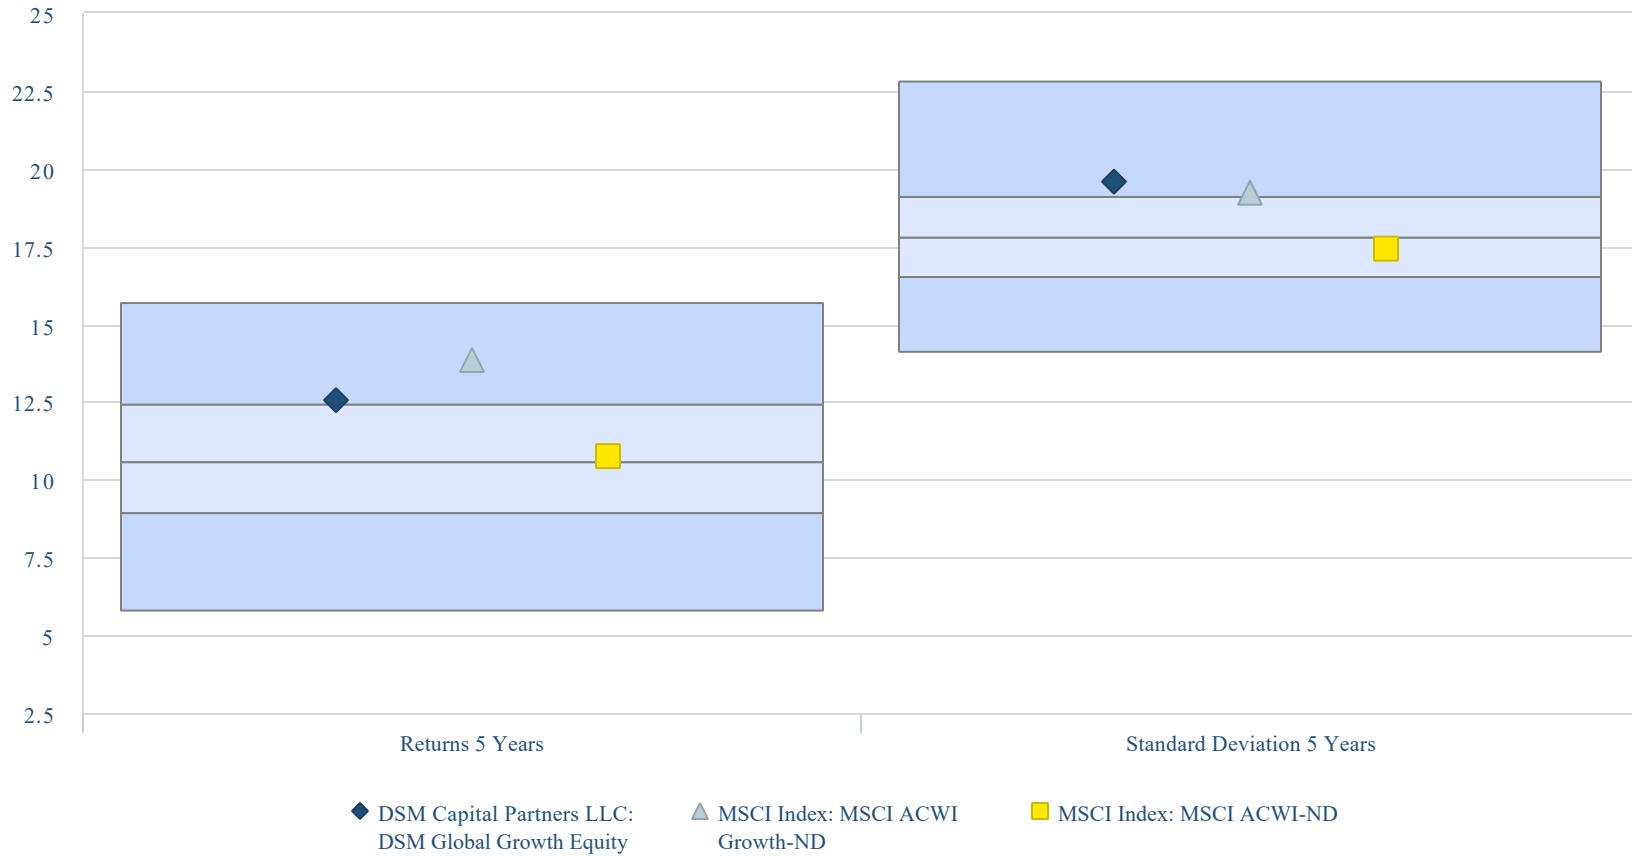 25
22.5
20
17.5
15
12.5
10
7.5
5
2.5
Returns 5 Years
Standard Deviation 5 Years
DSM Capital Partners LLC:
DSM Global Growth Equity
MSCI Index: MSCI ACWI
Growth-ND
MSCI Index: MSCI ACWI-ND